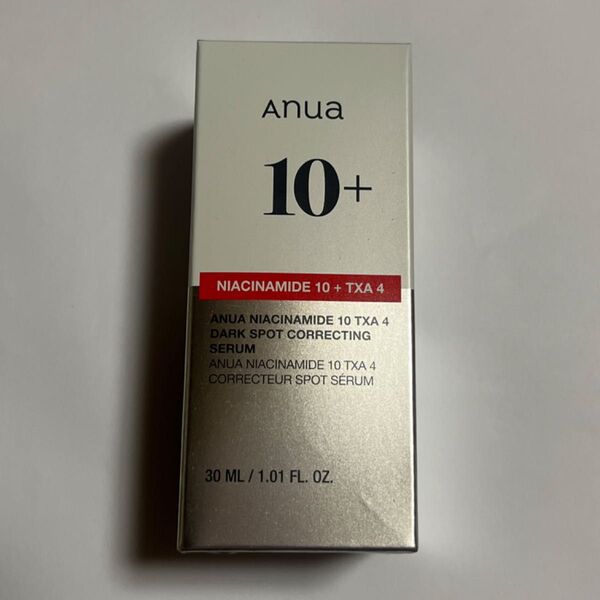 Anua
10+
NIACINAMIDE 10 + TXA 4
ANUA NIACINAMIDE 10 TXA 4
DARK SPOT CORRECTING
SERUM
ANUA NIACINAMIDE 10 TXA 4
CORRECTEUR SPOT SÉRUM
30 ML / 1.01 FL. OZ.